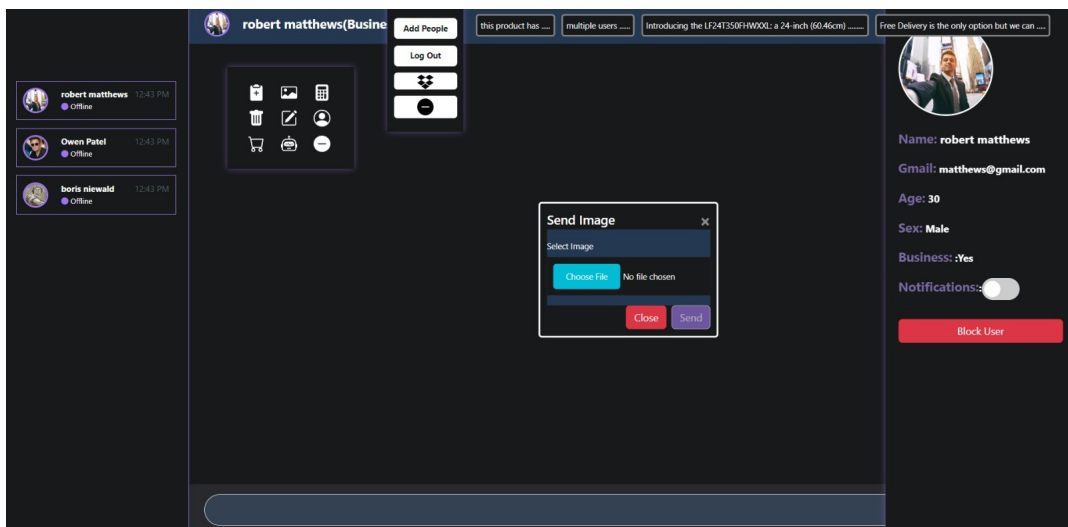 robert matthews 12:43 PM
Offline
Owen Patel 12:43 PM
Offline
boris niewald 12:43 PM
Offline
robert matthews(Busine
Add People
Log Out
this product has ....
multiple users .....
Introducing the LF24T350FHWXXL: a 24-inch (60.46cm) ........
Free Delivery is the only option but we can ....
Send Image ×
Select Image
Choose File No file chosen
Close Send
Name: robert matthews
Gmail: matthews@gmail.com
Age: 30
Sex: Male
Business: :Yes
Notifications::
Block User